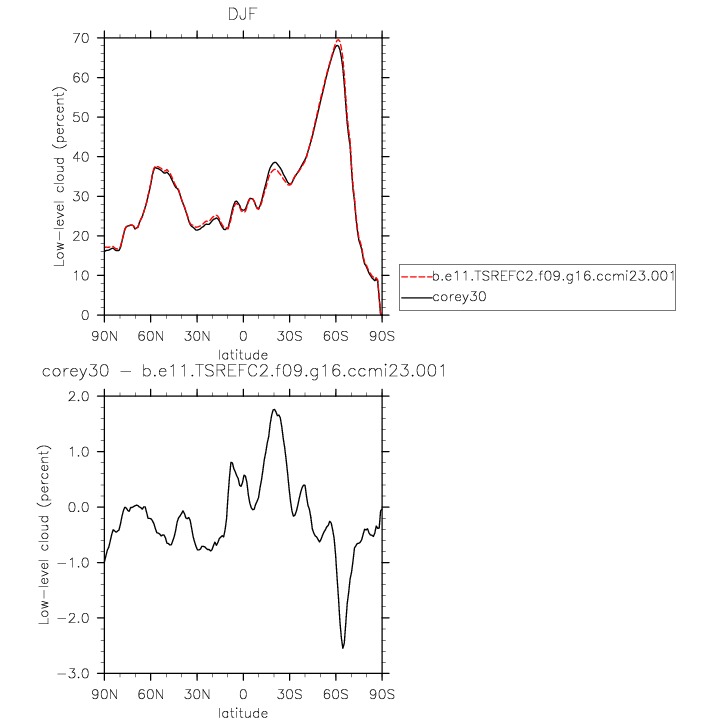 DJF
Low-level cloud (percent)
70
60
50
40
30
20
10
0
90N 60N 30N 0 30S 60S 90S
latitude
b.e11.TSREFC2.f09.g16.ccmi23.001
corey30
corey30 - b.e11.TSREFC2.f09.g16.ccmi23.001
Low-level cloud (percent)
2.0
1.0
0.0
-1.0
-2.0
-3.0
90N 60N 30N 0 30S 60S 90S
latitude